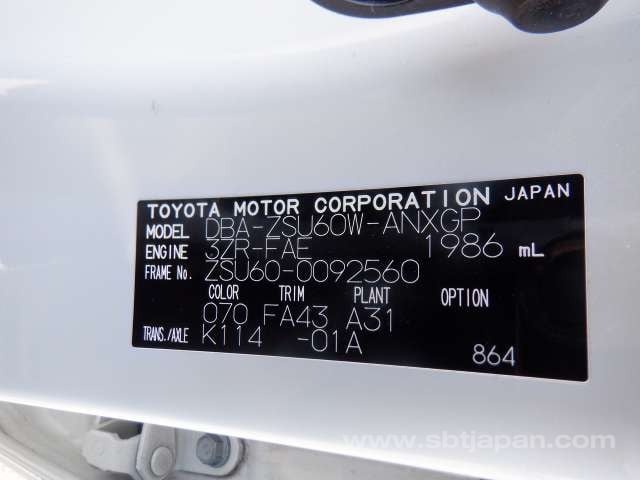 TOYOTA MOTOR CORPORATION JAPAN
MODEL DBA-ZSU60W-ANXGP
ENGINE 3ZR-FAE 1986 mL
FRAME No. ZSU60-0092560
COLOR TRIM PLANT OPTION
070 FA43 A31
TRANS./AXLE K114 -01A
864
www.sbtjapan.com